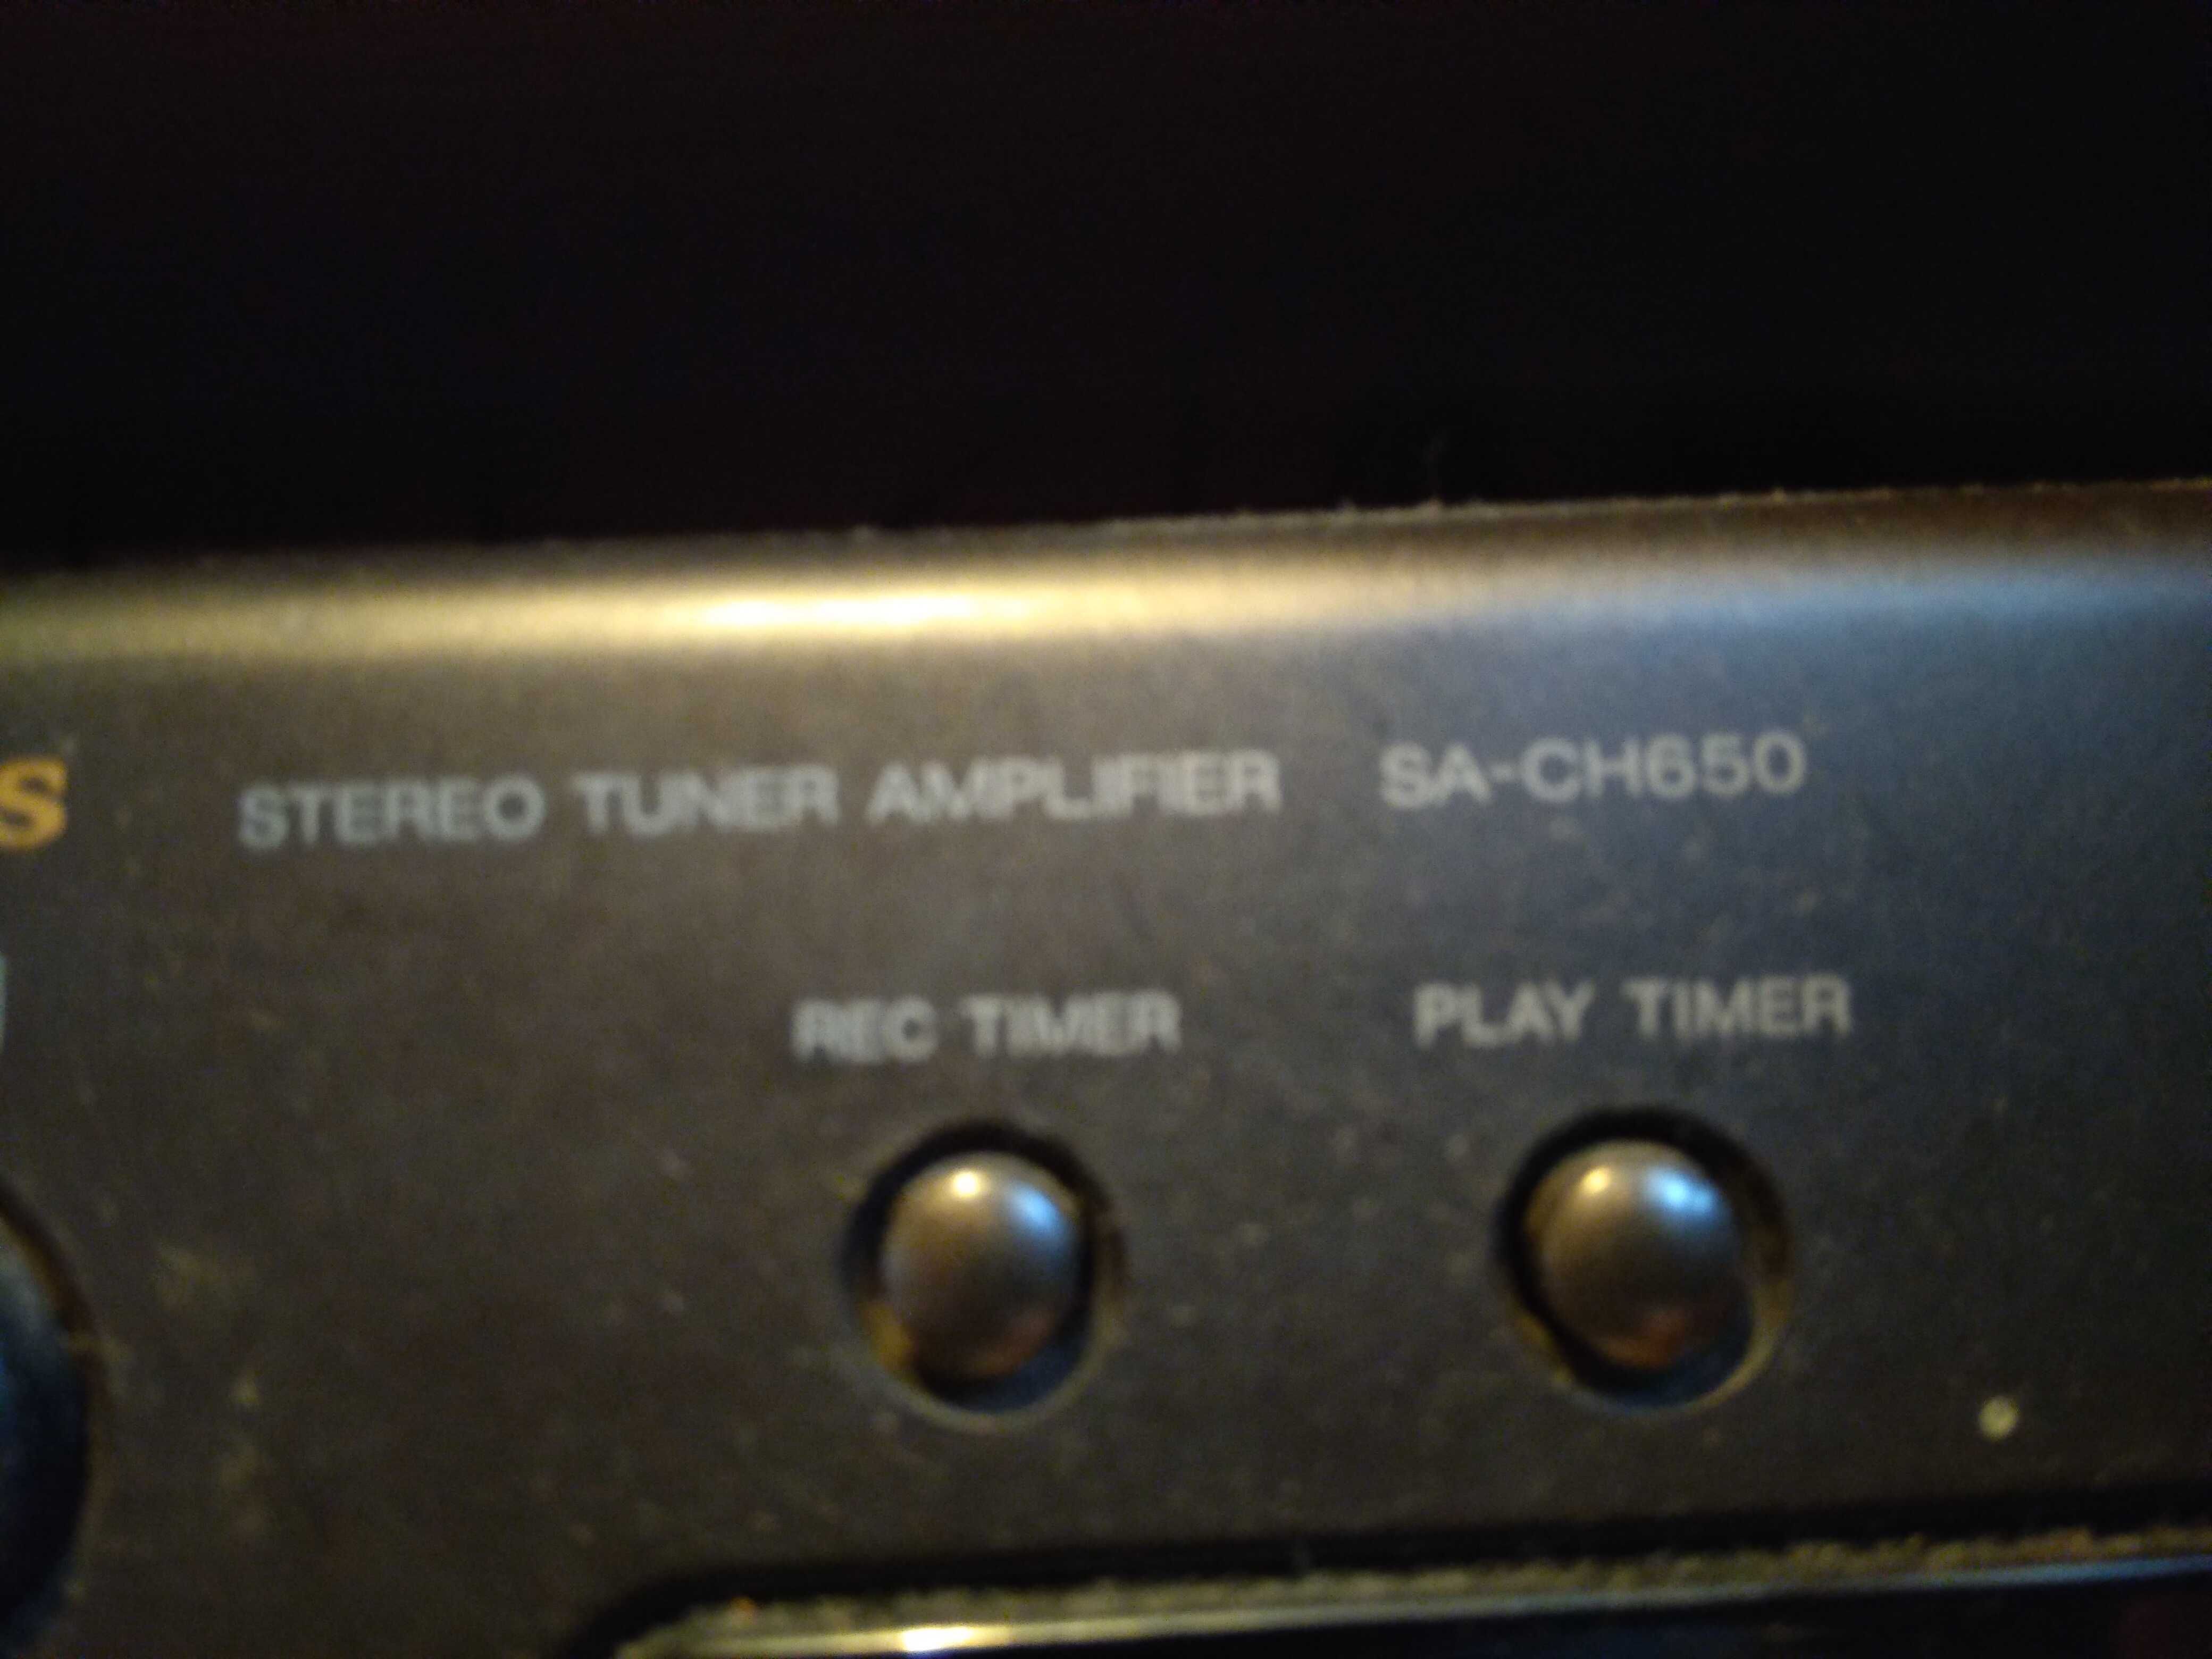 S STEREO TUNER AMPLIFIER SA-CH650
REC TIMER PLAY TIMER